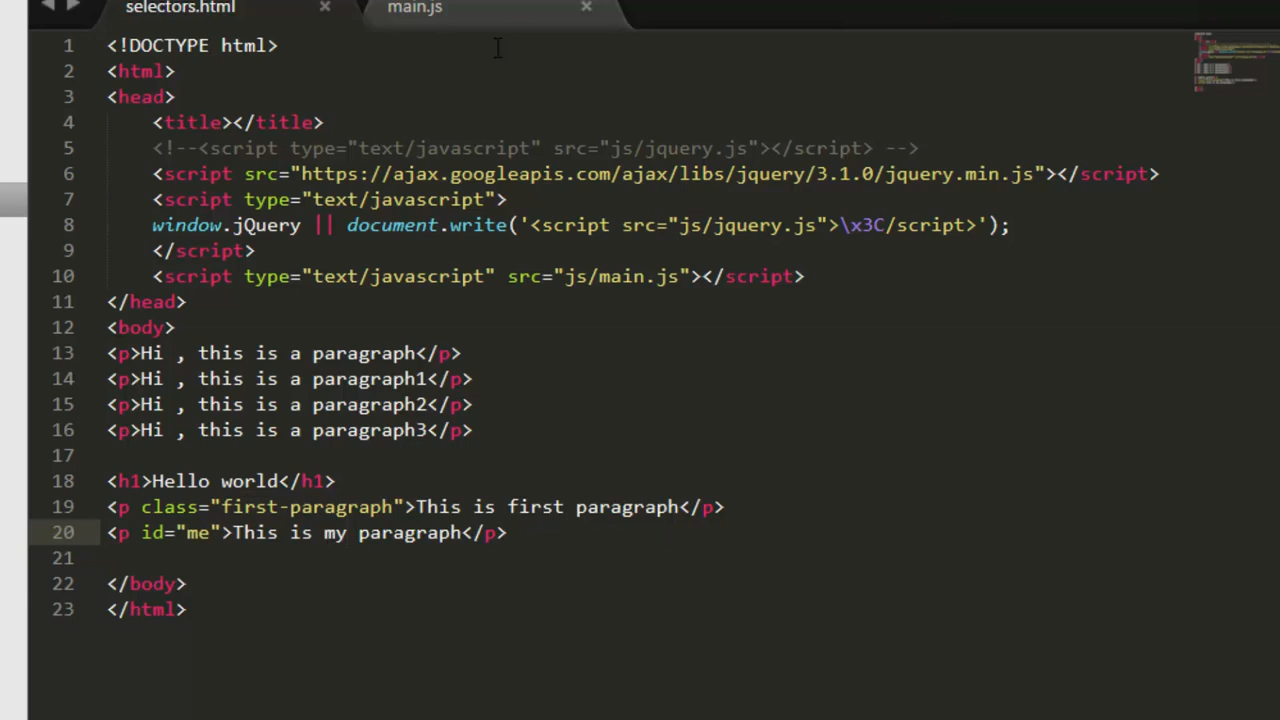 selectors.html × main.js ×
1 <!DOCTYPE html>
2 <html>
3 <head>
4 <title></title>
5 <!--<script type="text/javascript" src="js/jquery.js"></script> -->
6 <script src="https://ajax.googleapis.com/ajax/libs/jquery/3.1.0/jquery.min.js"></script>
7 <script type="text/javascript">
8 window.jQuery || document.write('<script src="js/jquery.js">\x3C/script>');
9 </script>
10 <script type="text/javascript" src="js/main.js"></script>
11 </head>
12 <body>
13 <p>Hi , this is a paragraph</p>
14 <p>Hi , this is a paragraph1</p>
15 <p>Hi , this is a paragraph2</p>
16 <p>Hi , this is a paragraph3</p>
17
18 <h1>Hello world</h1>
19 <p class="first-paragraph">This is first paragraph</p>
20 <p id="me">This is my paragraph</p>
21
22 </body>
23 </html>